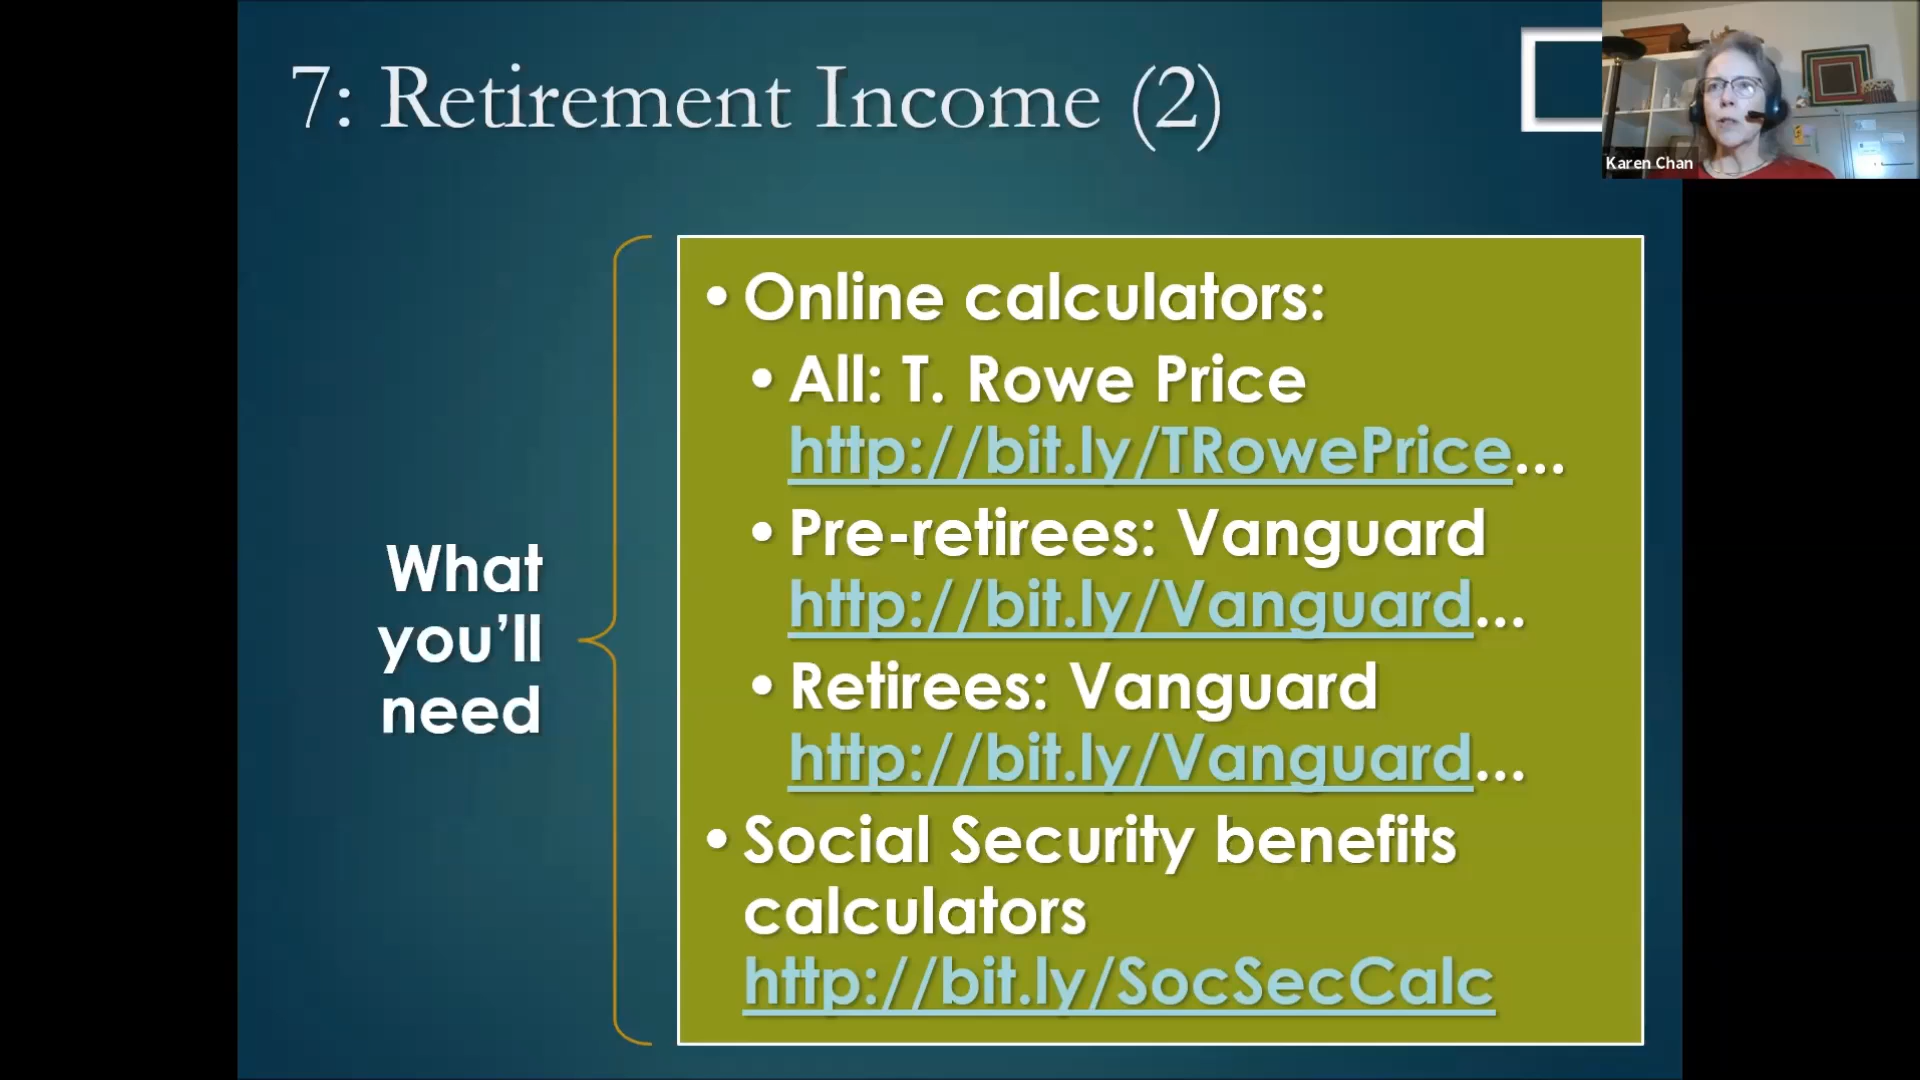 7: Retirement Income (2)
Karen Chan
What
you’ll
need
• Online calculators:
• All: T. Rowe Price
http://bit.ly/TRowePrice...
• Pre-retirees: Vanguard
http://bit.ly/Vanguard...
• Retirees: Vanguard
http://bit.ly/Vanguard...
• Social Security benefits
calculators
http://bit.ly/SocSecCalc